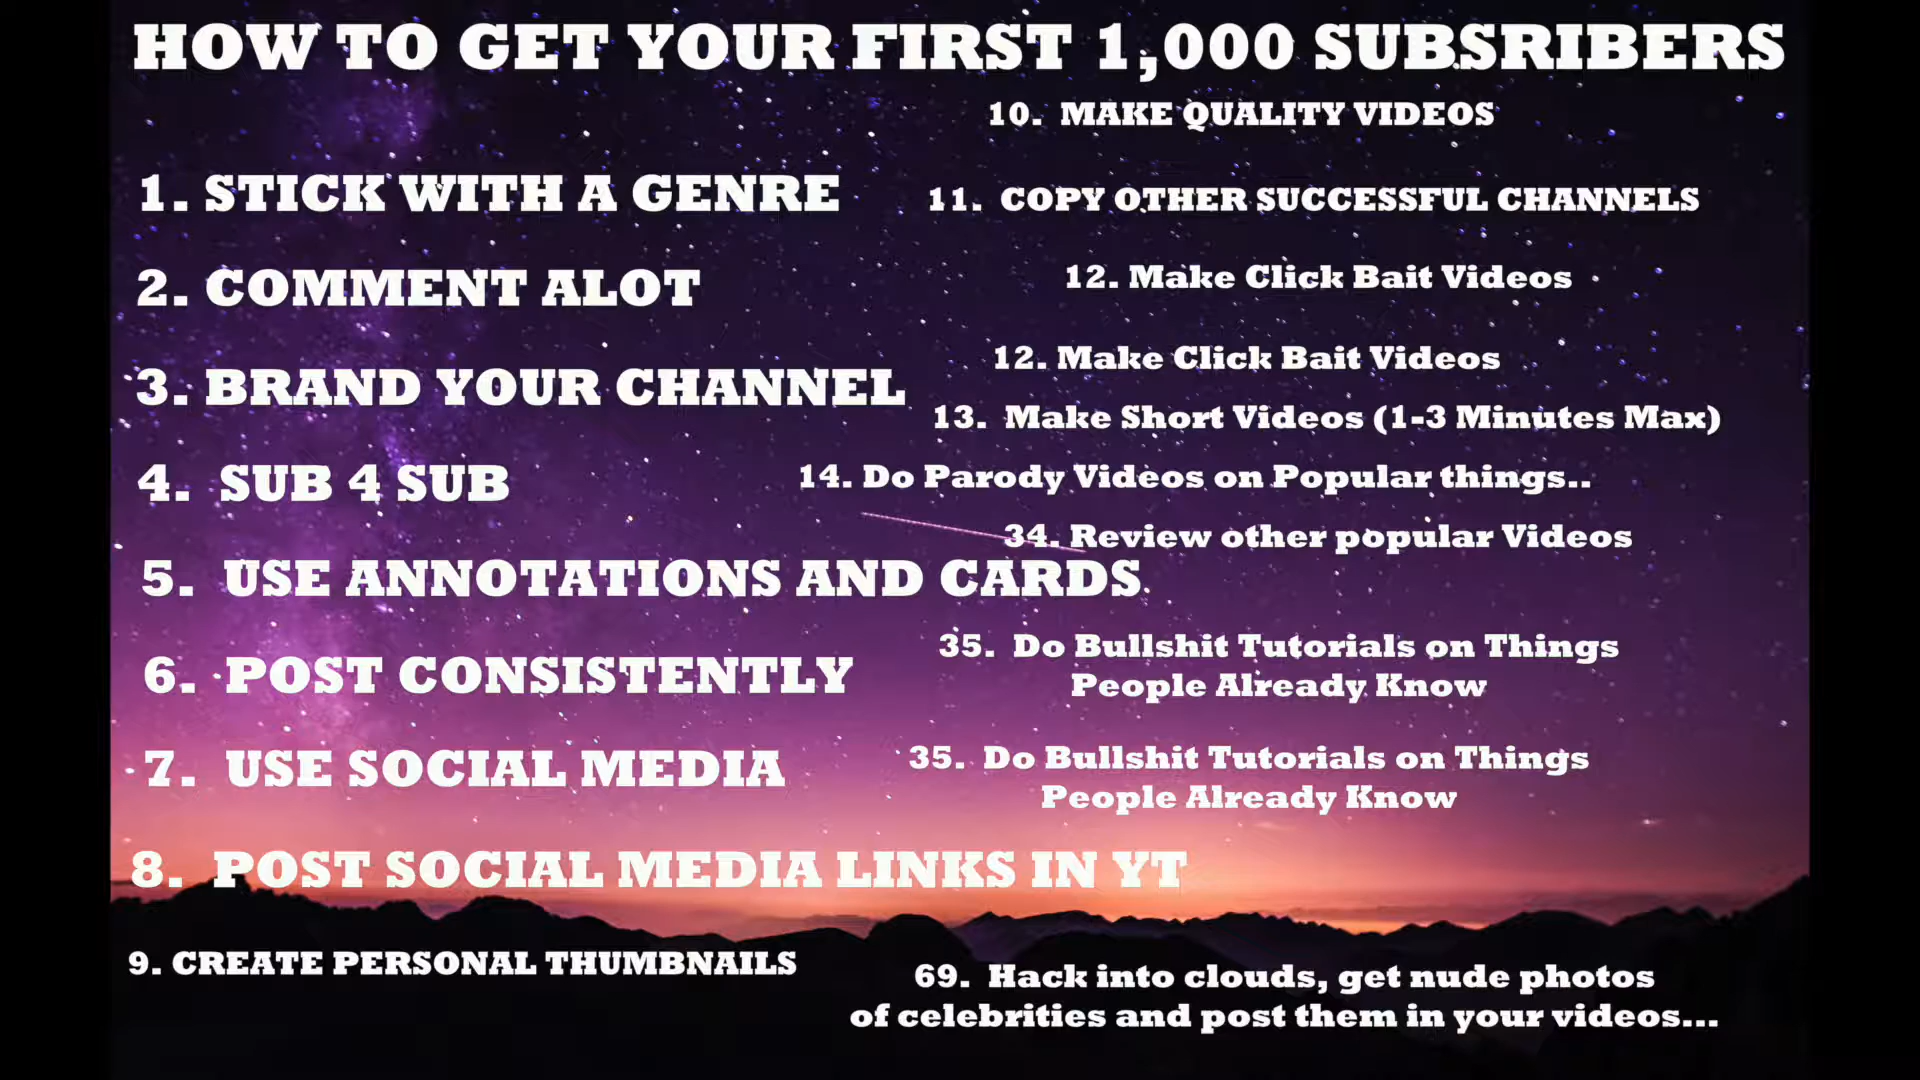 HOW TO GET YOUR FIRST 1,000 SUBSRIBERS
1. STICK WITH A GENRE
2. COMMENT ALOT
3. BRAND YOUR CHANNEL
4. SUB 4 SUB
5. USE ANNOTATIONS AND CARDS
6. POST CONSISTENTLY
7. USE SOCIAL MEDIA
8. POST SOCIAL MEDIA LINKS IN YT
9. CREATE PERSONAL THUMBNAILS
10. MAKE QUALITY VIDEOS
11. COPY OTHER SUCCESSFUL CHANNELS
12. Make Click Bait Videos
12. Make Click Bait Videos
13. Make Short Videos (1-3 Minutes Max)
14. Do Parody Videos on Popular things..
34. Review other popular Videos
35. Do Bullshit Tutorials on Things
People Already Know
35. Do Bullshit Tutorials on Things
People Already Know
69. Hack into clouds, get nude photos
of celebrities and post them in your videos...